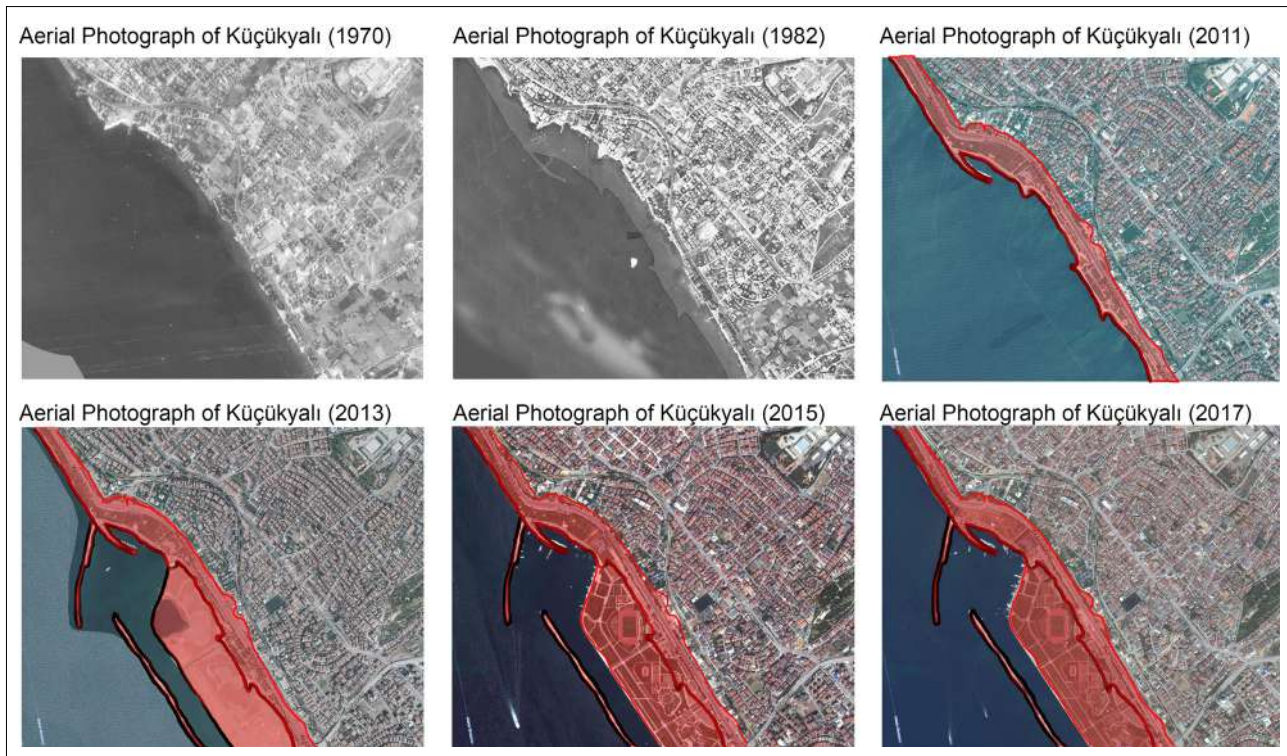 Aerial Photograph of Küçükyalı (1970)
Aerial Photograph of Küçükyalı (1982)
Aerial Photograph of Küçükyalı (2011)
Aerial Photograph of Küçükyalı (2013)
Aerial Photograph of Küçükyalı (2015)
Aerial Photograph of Küçükyalı (2017)